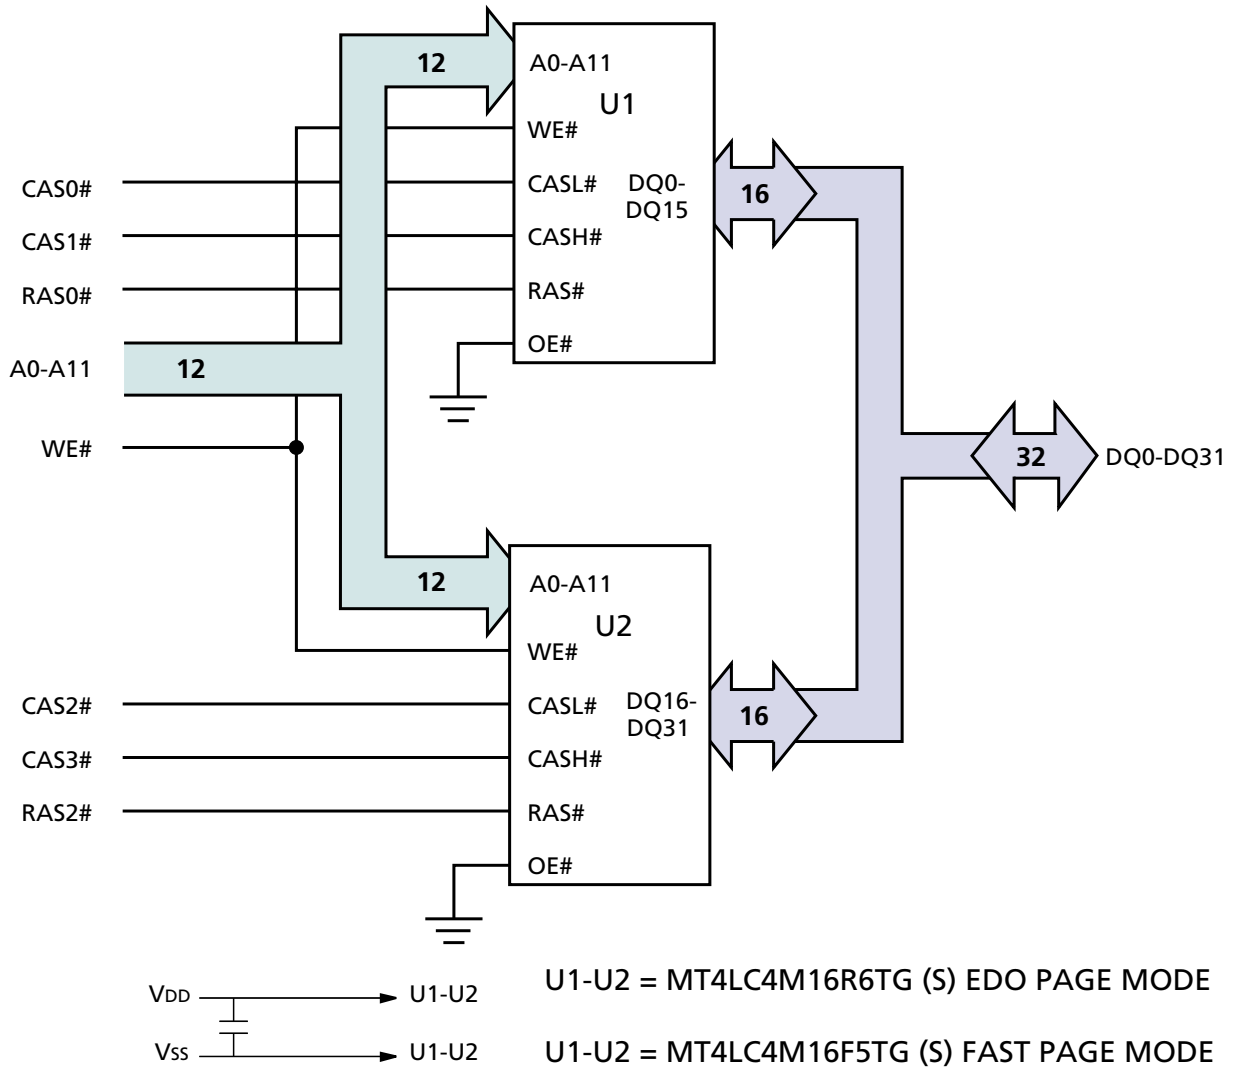 12
A0-A11
U1
WE#
CAS0#
CASL#
DQ0-
DQ15
16
CAS1#
CASH#
RAS0#
RAS#
OE#
A0-A11
12
WE#
32
DQ0-DQ31
12
A0-A11
U2
WE#
CAS2#
CASL#
DQ16-
DQ31
16
CAS3#
CASH#
RAS2#
RAS#
OE#
VDD
U1-U2
U1-U2 = MT4LC4M16R6TG (S) EDO PAGE MODE
VSS
U1-U2
U1-U2 = MT4LC4M16F5TG (S) FAST PAGE MODE